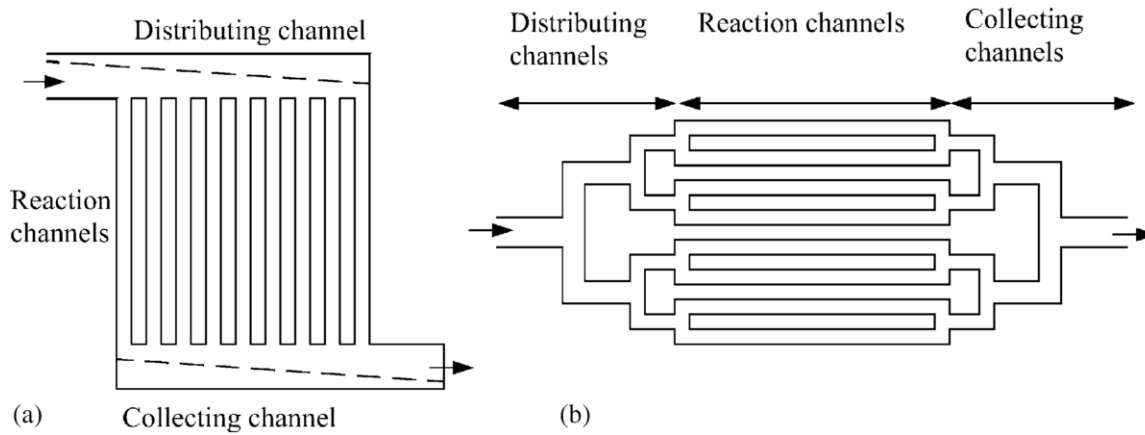 Distributing channel
Reaction
channels
Collecting channel
(a)
Distributing
channels
Reaction channels
Collecting
channels
(b)